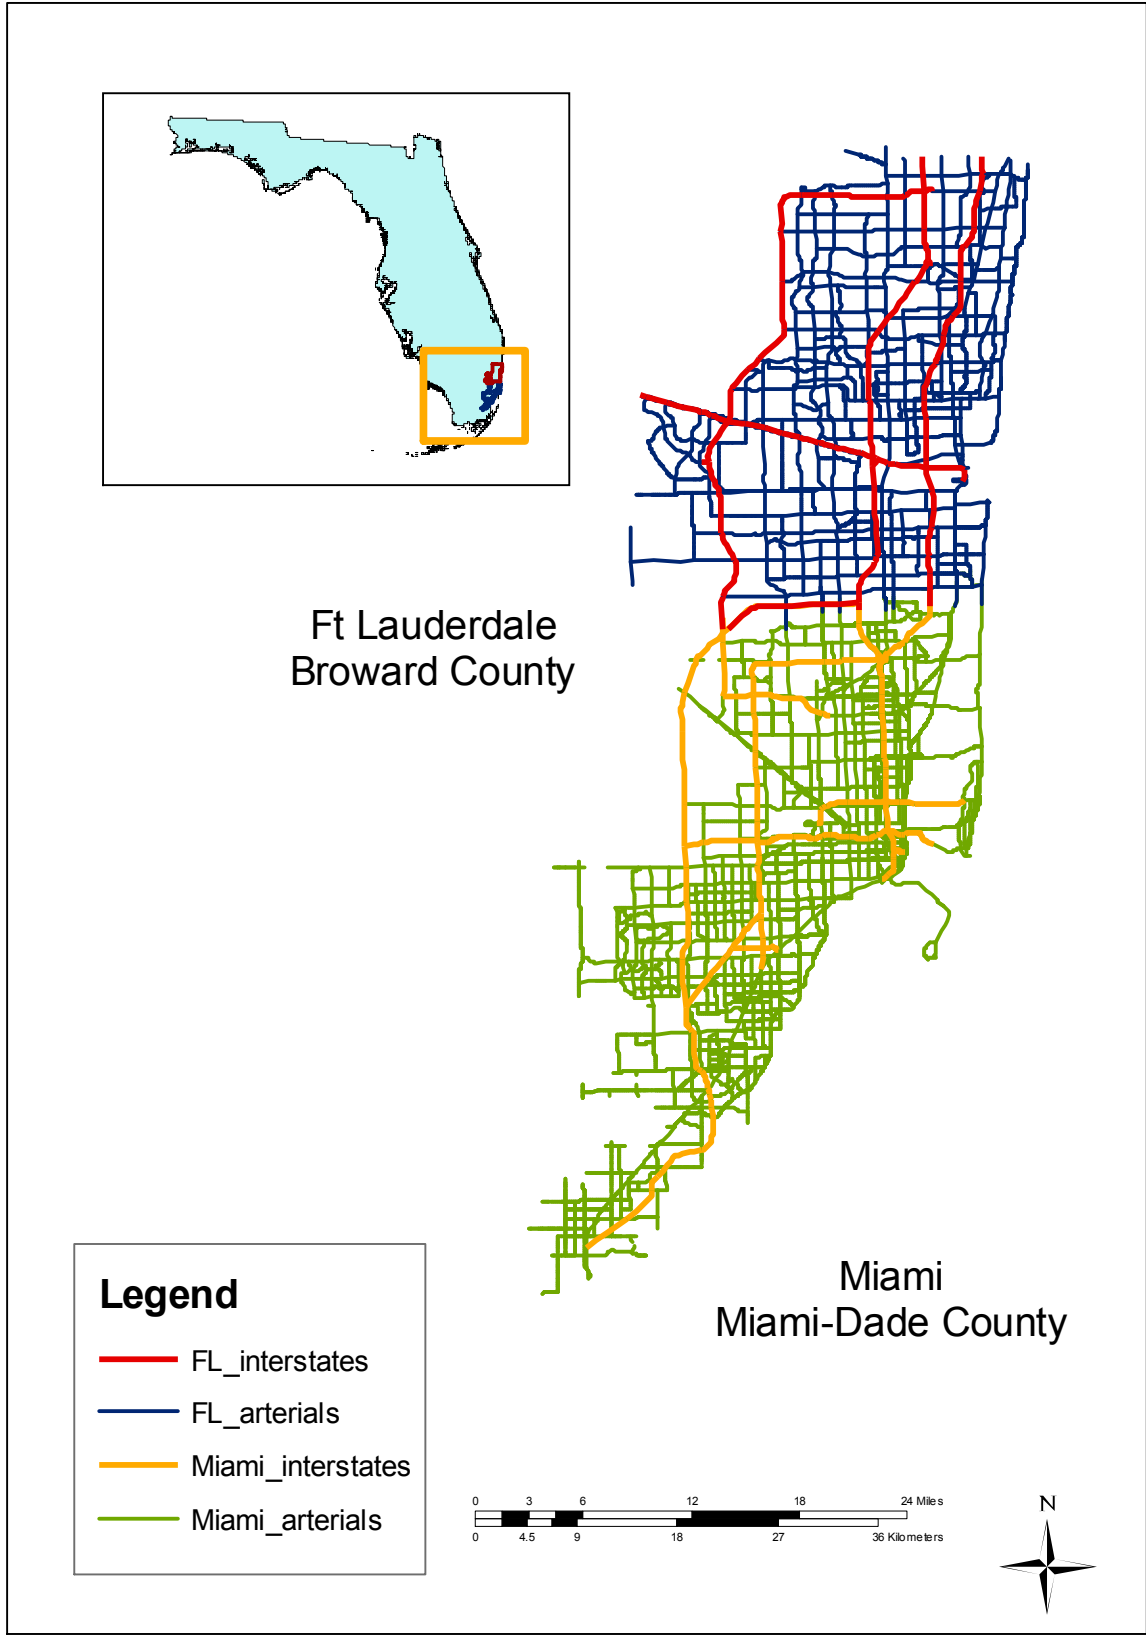 Ft Lauderdale
Broward County
Miami
Miami-Dade County
Legend
FL_interstates
FL_arterials
Miami_interstates
Miami_arterials
0 3 6 12 18 24 Miles
0 4.5 9 18 27 36 Kilometers
N